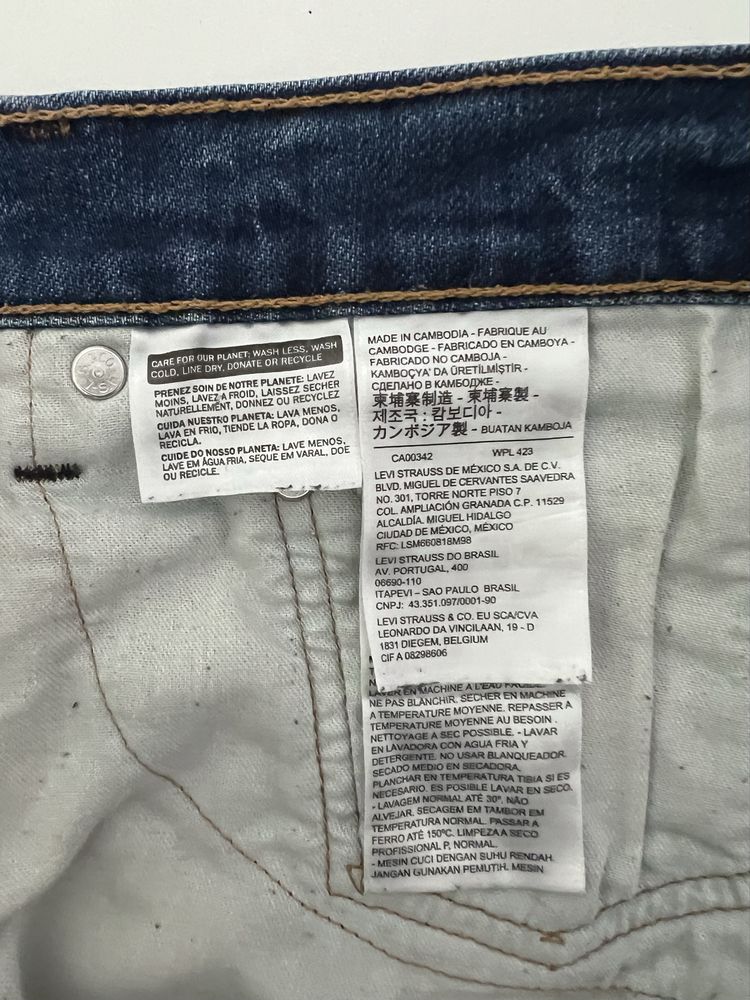 CARE FOR OUR PLANET: WASH LESS, WASH
COLD, LINE DRY, DONATE OR RECYCLE
PRENEZ SOIN DE NOTRE PLANETE: LAVEZ
MOINS, LAVEZ A FROID, LAISSEZ SECHER
NATURELLEMENT, DONNEZ OU RECYCLEZ
CUIDA NUESTRO PLANETA: LAVA MENOS,
LAVA EN FRIO, TIENDE LA ROPA, DONA O
RECICLA.
CUIDE DO NOSSO PLANETA: LAVE MENOS,
LAVE EM ÁGUA FRIA, SEQUE EM VARAL, DOE
OU RECICLE.
MADE IN CAMBODIA - FABRIQUE AU
CAMBODGE - FABRICADO EN CAMBOYA -
FABRICADO NO CAMBOJA -
KAMBOÇYA' DA ÜRETİLMİŞTİR -
СДЕЛАНО В КАМБОДЖЕ -
柬埔寨制造 - 柬埔寨製 -
제조국 : 캄보디아 -
カンボジア製 - BUATAN KAMBOJA
CA00342 WPL 423
LEVI STRAUSS DE MÉXICO S.A. DE C.V.
BLVD. MIGUEL DE CERVANTES SAAVEDRA
NO. 301, TORRE NORTE PISO 7
COL. AMPLIACIÓN GRANADA C.P. 11529
ALCALDÍA. MIGUEL HIDALGO
CIUDAD DE MÉXICO, MÉXICO
RFC: LSM660818M98
LEVI STRAUSS DO BRASIL
AV. PORTUGAL, 400
06690-110
ITAPEVI – SAO PAULO BRASIL
CNPJ: 43.351.097/0001-90
LEVI STRAUSS & CO. EU SCA/CVA
LEONARDO DA VINCILAAN, 19 - D
1831 DIEGEM, BELGIUM
CIF A 08298606
LAVER EN MACHINE A L'EAU FROIDE.
NE PAS BLANCHIR. SECHER EN MACHINE
A TEMPERATURE MOYENNE. REPASSER A
TEMPERATURE MOYENNE AU BESOIN.
NETTOYAGE A SEC POSSIBLE. - LAVAR
EN LAVADORA CON AGUA FRIA Y
DETERGENTE. NO USAR BLANQUEADOR.
SECADO MEDIO EN SECADORA,
PLANCHAR EN TEMPERATURA TIBIA SI ES
NECESARIO. ES POSIBLE LAVAR EN SECO.
- LAVAGEM NORMAL ATÉ 30º, NÃO
ALVEJAR. SECAGEM EM TAMBOR EM
TEMPERATURA NORMAL. PASSAR A
FERRO ATÉ 150ºC. LIMPEZA A SECO
PROFISSIONAL P, NORMAL.
- MESIN CUCI DENGAN SUHU RENDAH.
JANGAN GUNAKAN PEMUTIH. MESIN